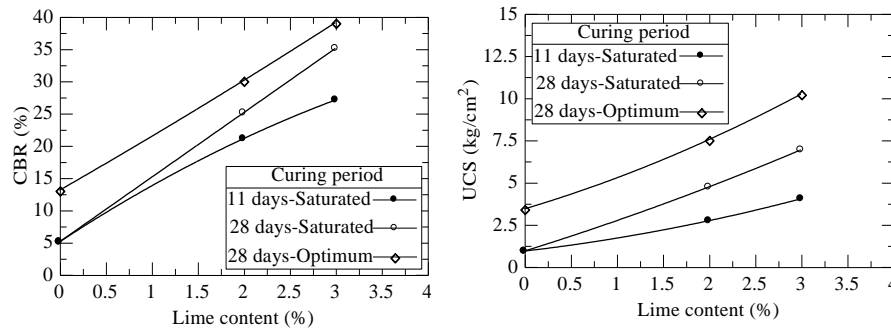 40
35
30
25
20
15
10
5
0
CBR (%)
Curing period
11 days-Saturated
28 days-Saturated
28 days-Optimum
0 0.5 1 1.5 2 2.5 3 3.5 4
Lime content (%)
15
12.5
10
7.5
5
2.5
0
UCS (kg/cm²)
Curing period
11 days-Saturated
28 days-Saturated
28 days-Optimum
0 0.5 1 1.5 2 2.5 3 3.5 4
Lime content (%)